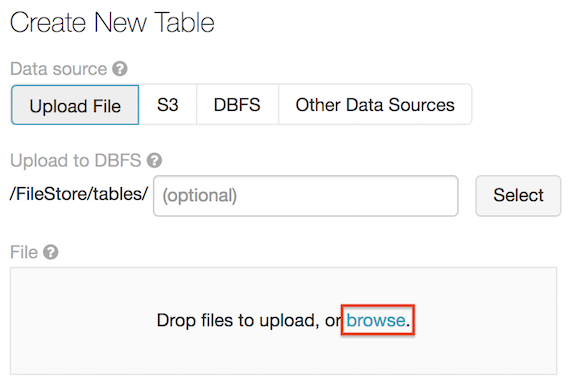 Create New Table
Data source ?
Upload File S3 DBFS Other Data Sources
Upload to DBFS ?
/FileStore/tables/ (optional) Select
File ?
Drop files to upload, or browse.